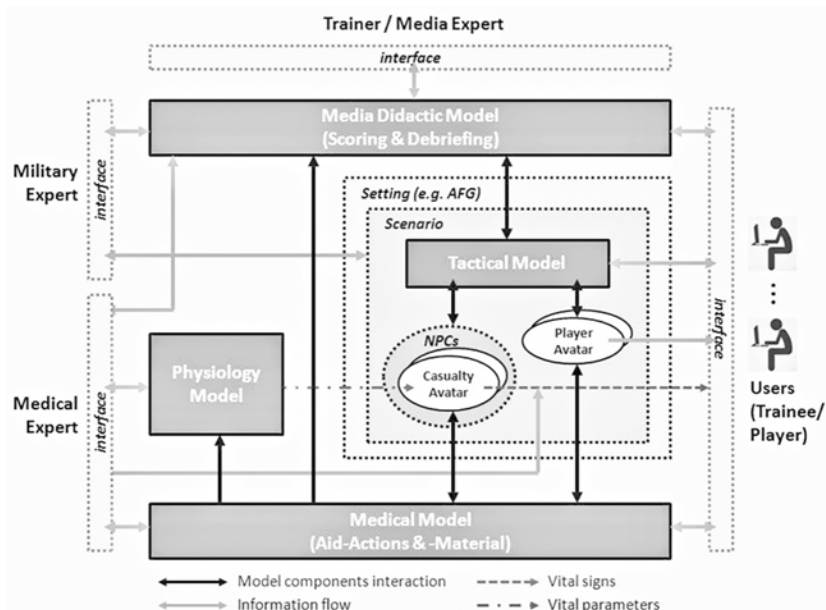 Trainer / Media Expert
interface
Media Didactic Model
(Scoring & Debriefing)
Military
Expert
interface
Setting (e.g. AFG)
Scenario
Tactical Model
NPCs
Casualty
Avatar
Player
Avatar
Physiology
Model
Medical
Expert
interface
interface
...
Users
(Trainee/
Player)
Medical Model
(Aid-Actions & -Material)
Model components interaction
Vital signs
Information flow
Vital parameters